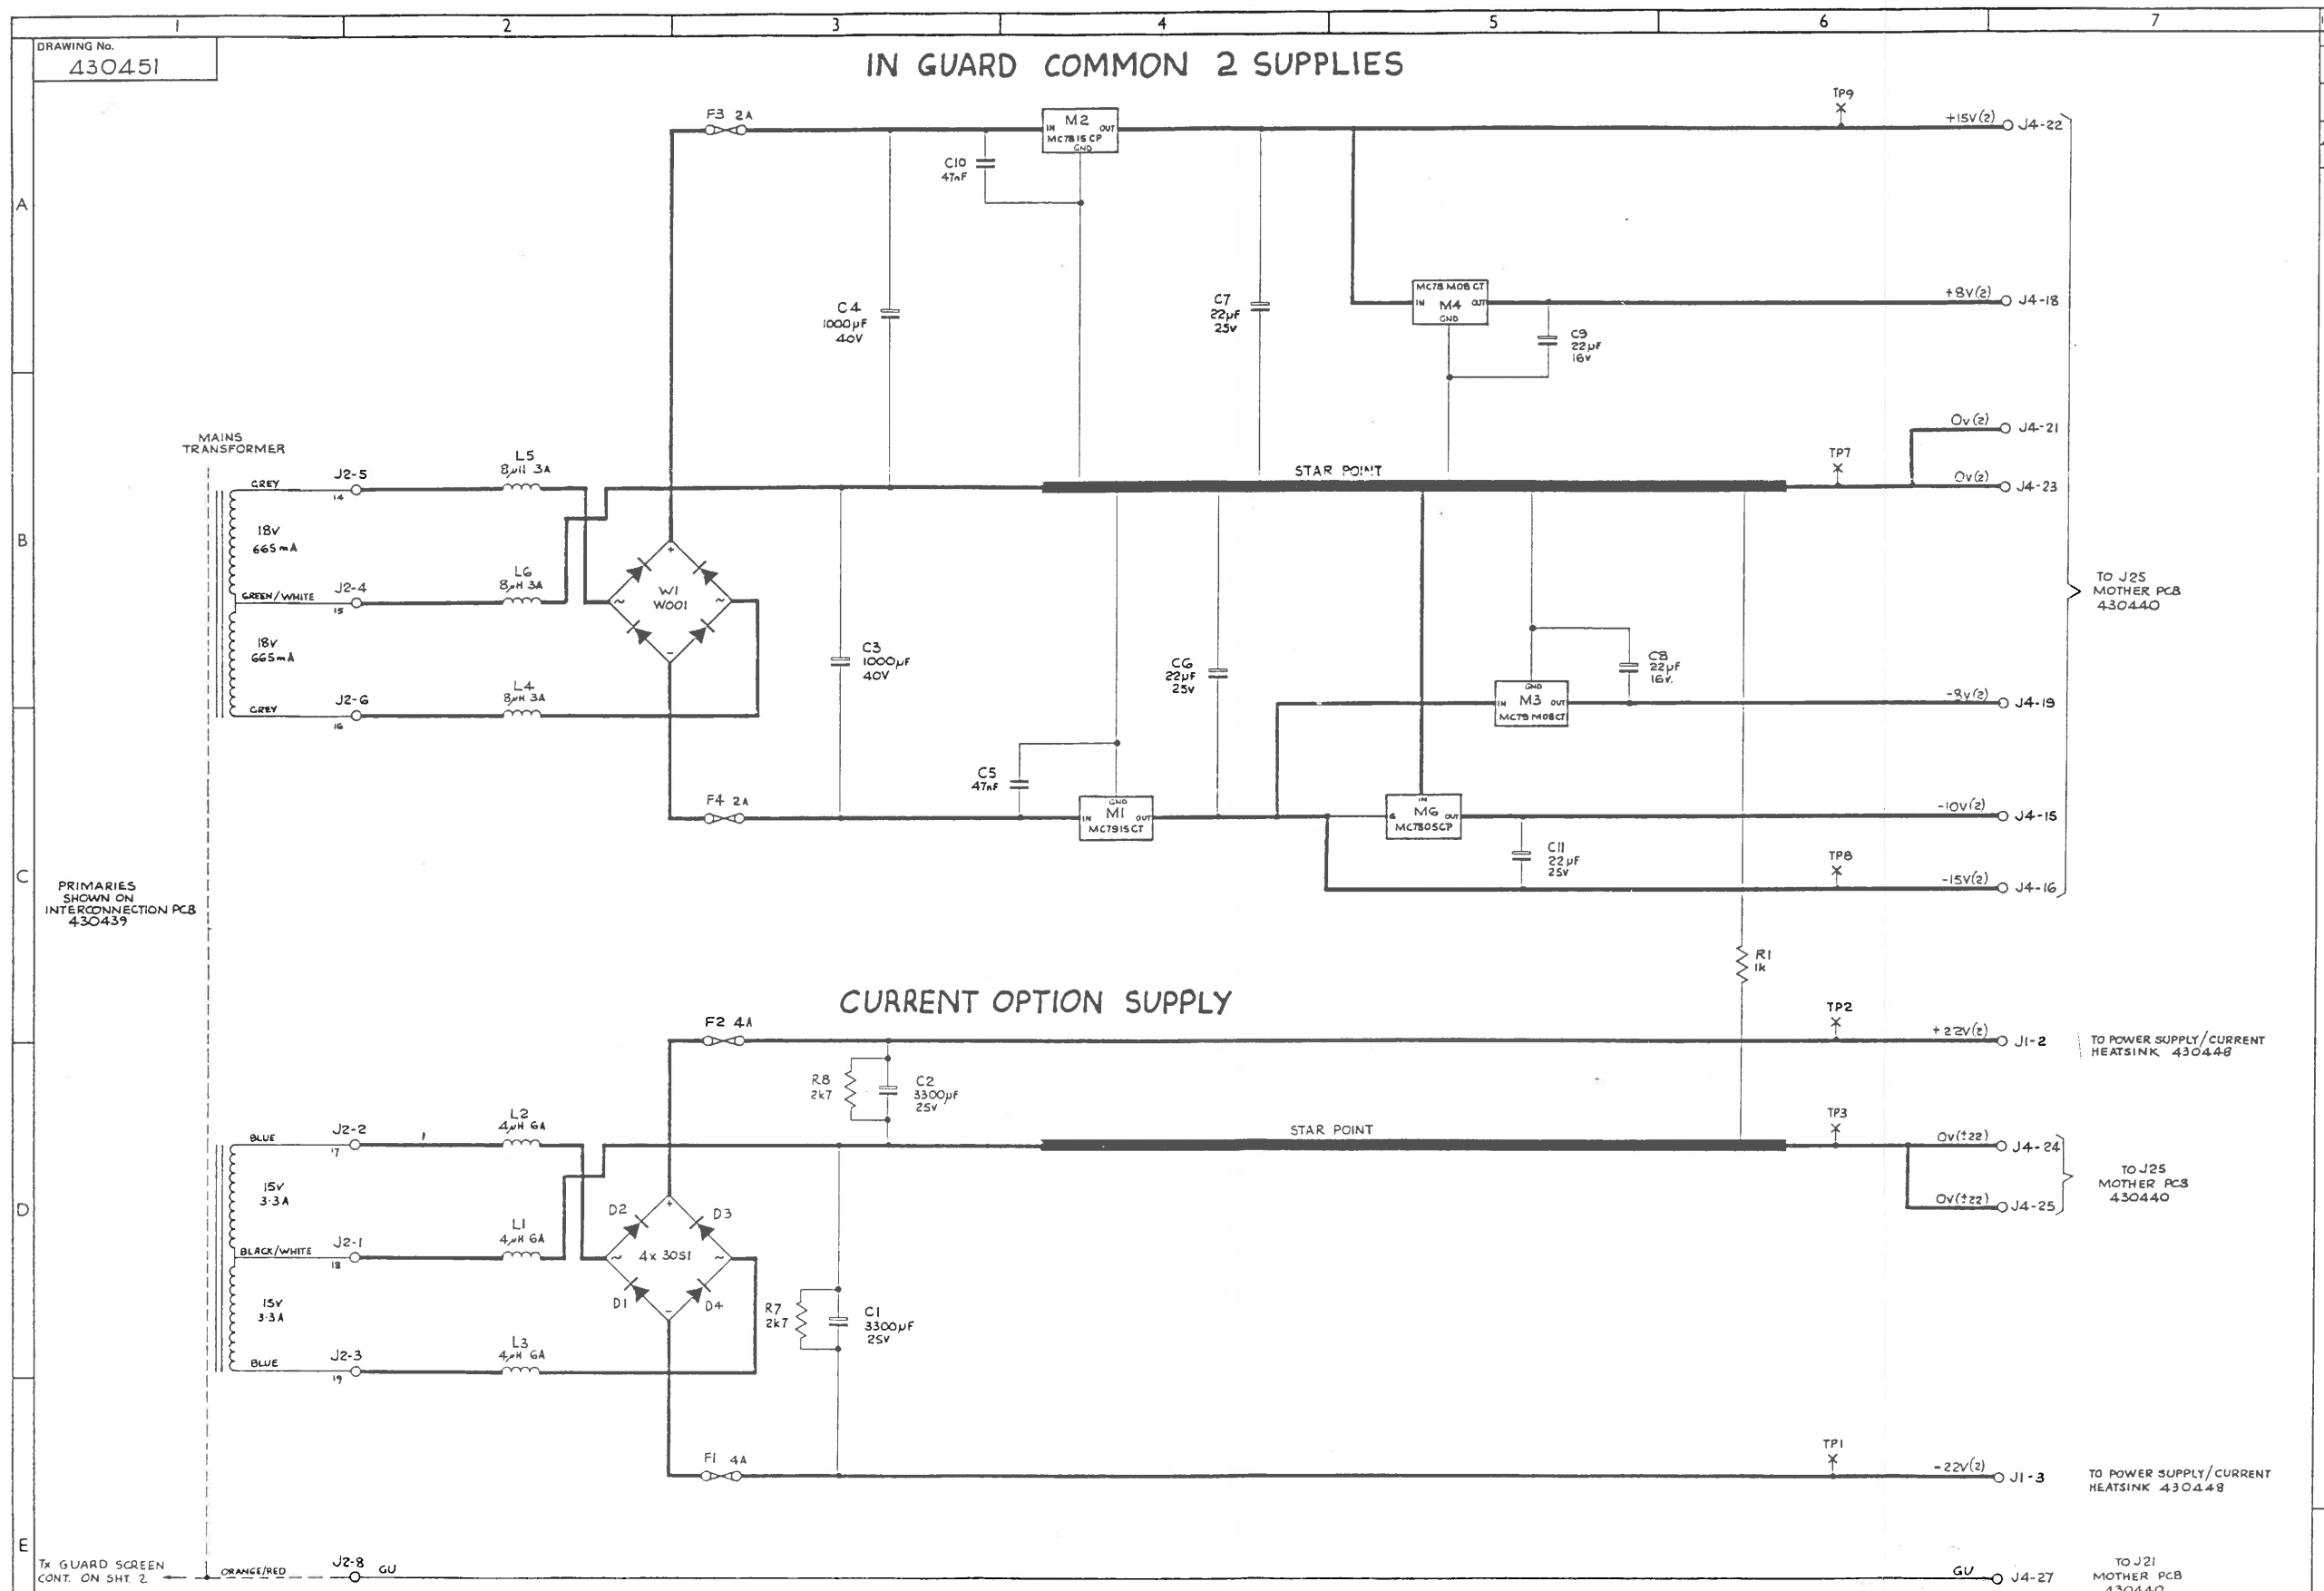 1 2 3 4 5 6 7
DRAWING No.
430451
IN GUARD COMMON 2 SUPPLIES
A
B
C
D
E
F3 2A
C10
47nF
M2
IN OUT
MC7815CP
GND
TP9
+15V(2)
J4-22
C4
1000µF
40V
C7
22µF
25V
MC78 M08 CT
IN M4 OUT
GND
C9
22µF
16V
+8V(2)
J4-18
0V(2)
J4-21
TP7
0V(2)
J4-23
STAR POINT
MAINS
TRANSFORMER
GREY
J2-5
14
L5
8µH 3A
18V
665mA
GREEN/WHITE
J2-4
15
L6
8µH 3A
18V
665mA
GREY
J2-6
16
L4
8µH 3A
+
~ ~
W1
W001
-
C3
1000µF
40V
C6
22µF
25V
C8
22µF
16V.
GND
IN M3 OUT
MC79 M08CT
-8V(2)
J4-19
TO J25
MOTHER PCB
430440
F4 2A
C5
47nF
GND
IN M1 OUT
MC7915CT
IN
G M6 OUT
MC7805CP
-10V(2)
J4-15
C11
22µF
25V
TP8
-15V(2)
J4-16
PRIMARIES
SHOWN ON
INTERCONNECTION PCB
430439
R1
1k
CURRENT OPTION SUPPLY
F2 4A
TP2
+22V(2)
J1-2
TO POWER SUPPLY/CURRENT
HEATSINK 430448
R8
2k7
C2
3300µF
25V
BLUE
J2-2
17
L2
4µH 6A
STAR POINT
TP3
0V(±22)
J4-24
0V(±22)
J4-25
TO J25
MOTHER PCB
430440
15V
3·3A
BLACK/WHITE
J2-1
18
L1
4µH 6A
15V
3·3A
D2
+
D3
~ 4 x 30S1 ~
D1
-
D4
R7
2k7
C1
3300µF
25V
BLUE
J2-3
19
L3
4µH 6A
F1 4A
TP1
-22V(2)
J1-3
TO POWER SUPPLY/CURRENT
HEATSINK 430448
Tx GUARD SCREEN
CONT. ON SHT. 2
ORANGE/RED
J2-8
GU
GU
J4-27
TO J21
MOTHER PCB
430440